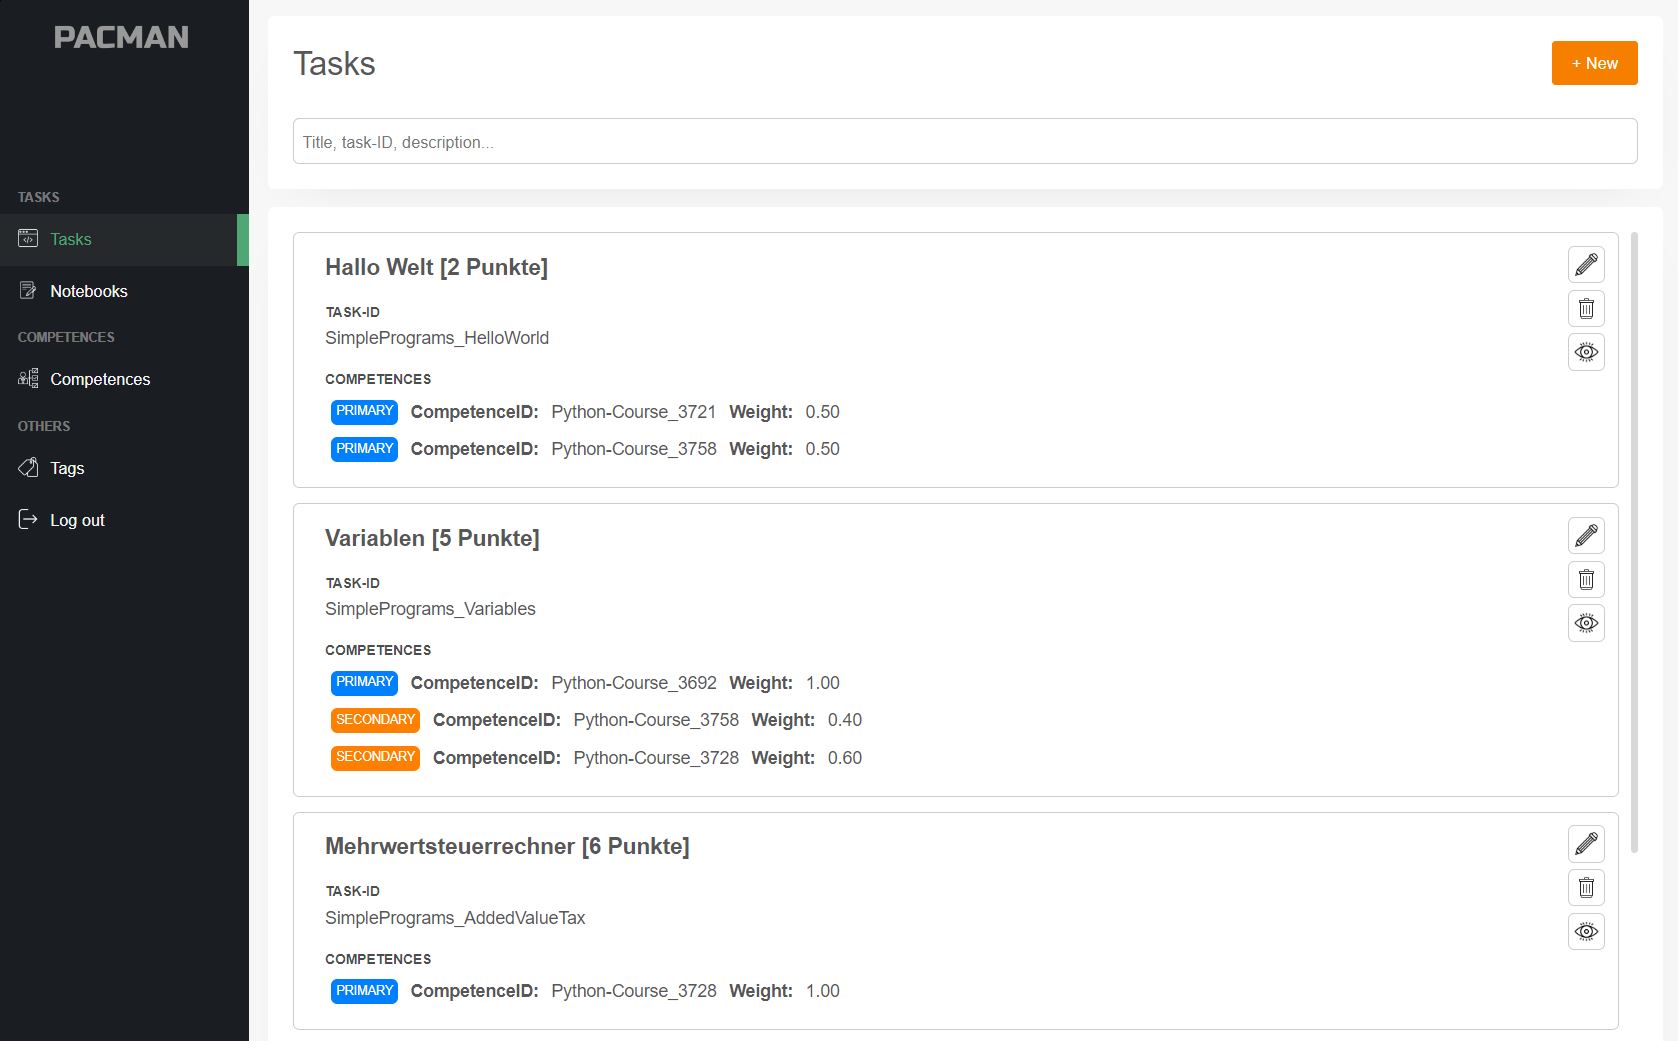 PACMAN
TASKS
Tasks
Notebooks
COMPETENCES
Competences
OTHERS
Tags
Log out
Tasks
+ New
Title, task-ID, description...
Hallo Welt [2 Punkte]
TASK-ID
SimplePrograms_HelloWorld
COMPETENCES
PRIMARY CompetenceID: Python-Course_3721 Weight: 0.50
PRIMARY CompetenceID: Python-Course_3758 Weight: 0.50
Variablen [5 Punkte]
TASK-ID
SimplePrograms_Variables
COMPETENCES
PRIMARY CompetenceID: Python-Course_3692 Weight: 1.00
SECONDARY CompetenceID: Python-Course_3758 Weight: 0.40
SECONDARY CompetenceID: Python-Course_3728 Weight: 0.60
Mehrwertsteuerrechner [6 Punkte]
TASK-ID
SimplePrograms_AddedValueTax
COMPETENCES
PRIMARY CompetenceID: Python-Course_3728 Weight: 1.00